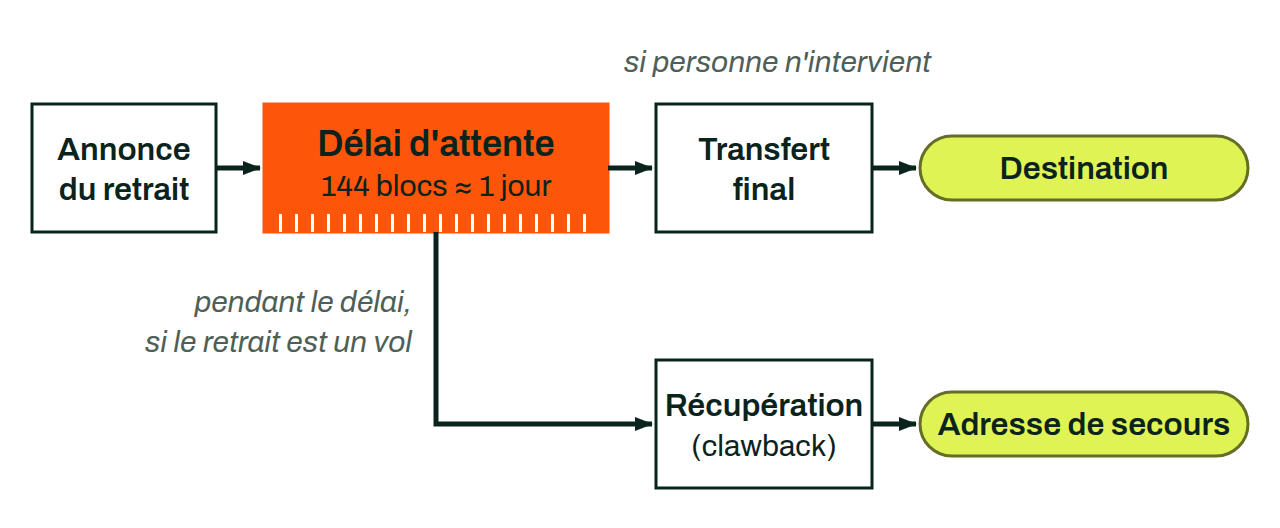 si personne n'intervient
Annonce
du retrait
Délai d'attente
144 blocs ≈ 1 jour
Transfert
final
Destination
pendant le délai,
si le retrait est un vol
Récupération
(clawback)
Adresse de secours